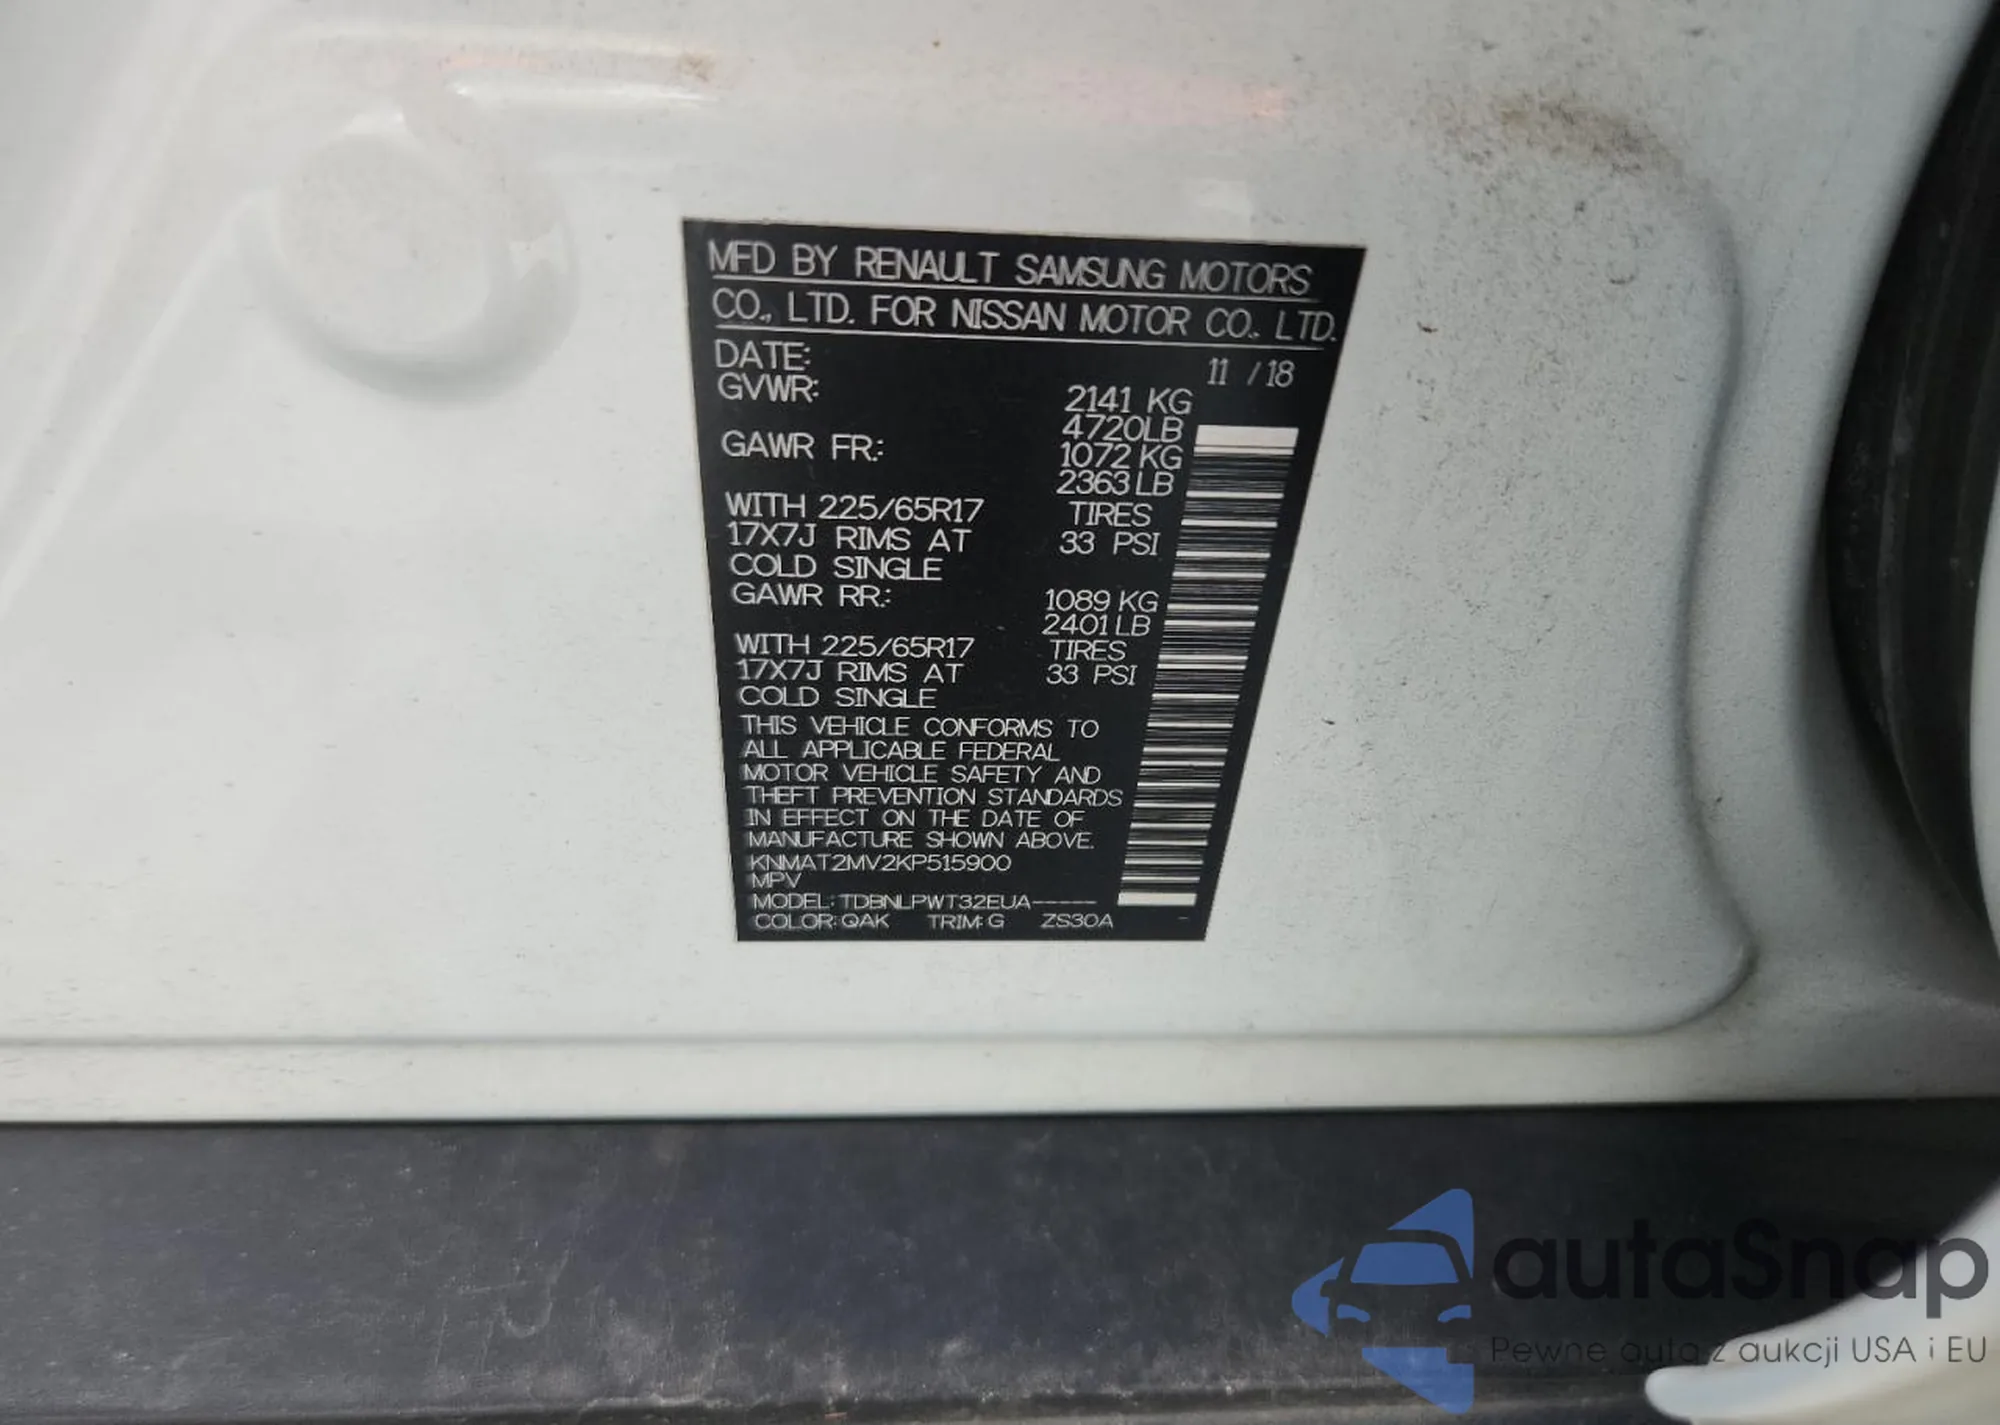 MFD BY RENAULT SAMSUNG MOTORS
CO., LTD. FOR NISSAN MOTOR CO., LTD.
DATE: 11 / 18
GVWR: 2141 KG
4720LB
GAWR FR.: 1072 KG
2363LB
WITH 225/65R17 TIRES
17X7J RIMS AT 33 PSI
COLD SINGLE
GAWR RR.: 1089 KG
2401LB
WITH 225/65R17 TIRES
17X7J RIMS AT 33 PSI
COLD SINGLE
THIS VEHICLE CONFORMS TO
ALL APPLICABLE FEDERAL
MOTOR VEHICLE SAFETY AND
THEFT PREVENTION STANDARDS
IN EFFECT ON THE DATE OF
MANUFACTURE SHOWN ABOVE.
KNMAT2MV2KP515900
MPV
MODEL: TDBNLPWT32EUA-----
COLOR: QAK TRIM: G ZS30A -
autaSnap
Pewne auta z aukcji USA i EU